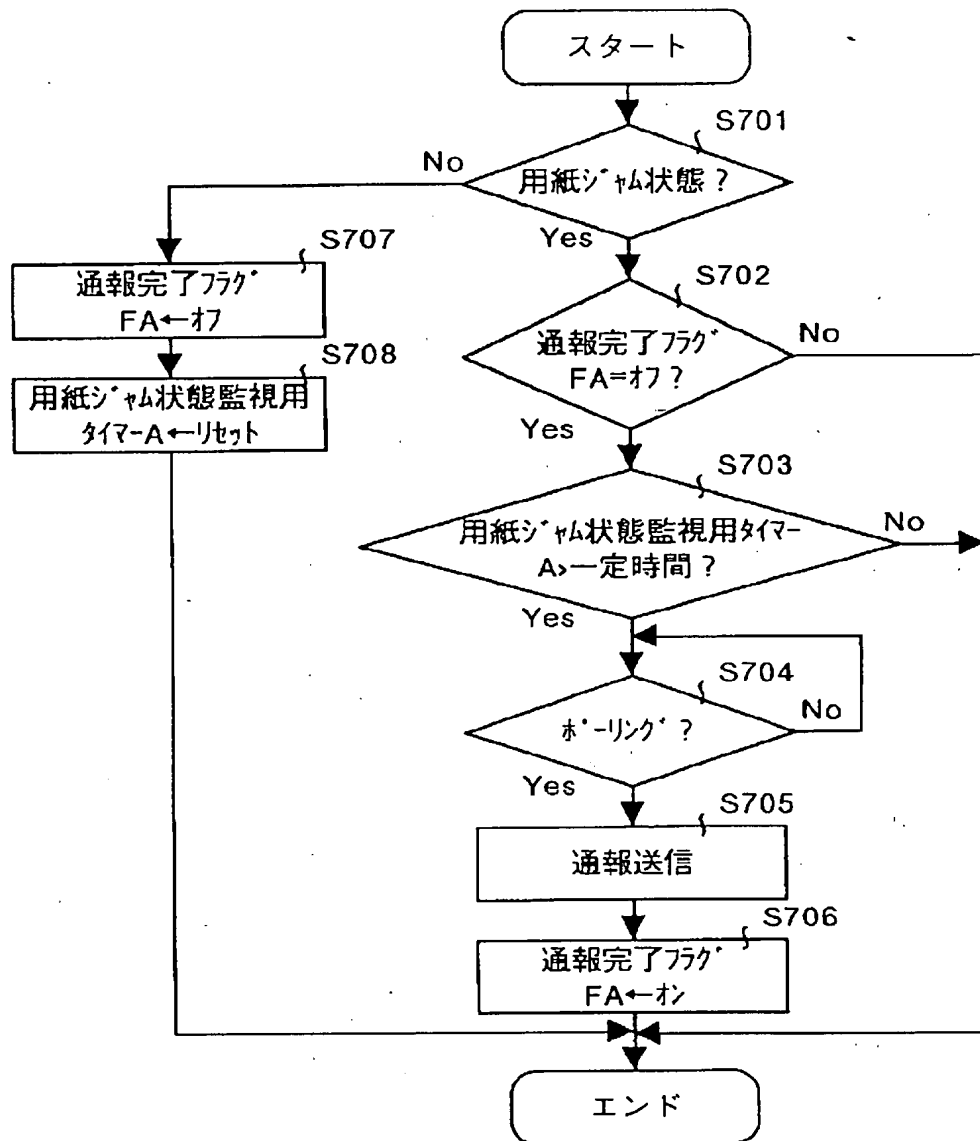 スタート
S701
No
用紙ジャム状態？
Yes
S707
通報完了フラグ
FA←オフ
S702
通報完了フラグ
FA=オフ？
No
Yes
S708
用紙ジャム状態監視用
タイマーA←リセット
S703
用紙ジャム状態監視用タイマー
A>一定時間？
No
Yes
S704
ポーリング？
No
Yes
S705
通報送信
S706
通報完了フラグ
FA←オン
エンド